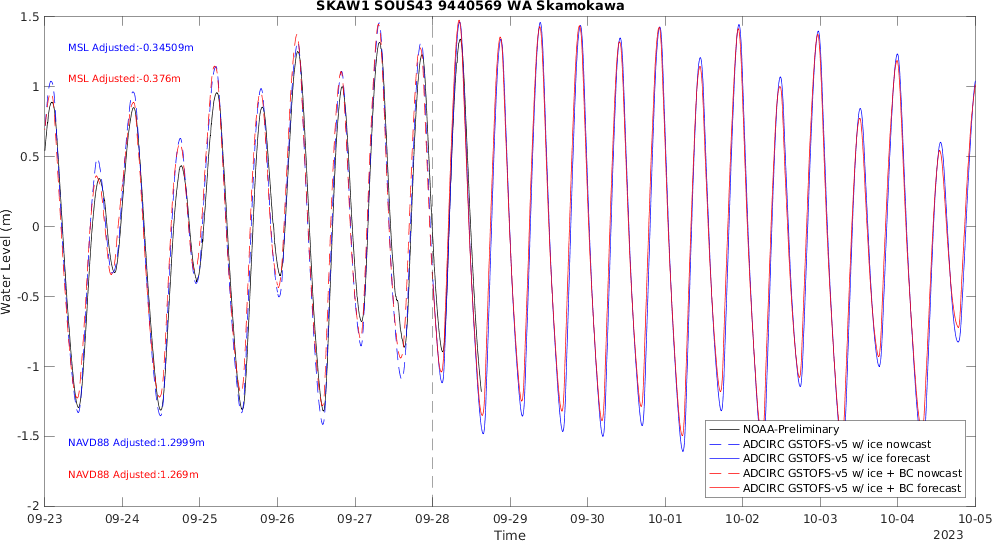 SKAW1 SOUS43 9440569 WA Skamokawa
MSL Adjusted:-0.34509m
MSL Adjusted:-0.376m
NAVD88 Adjusted:1.2999m
NAVD88 Adjusted:1.269m
Water Level (m)
1.5
1
0.5
0
-0.5
-1
-1.5
-2
NOAA-Preliminary
ADCIRC GSTOFS-v5 w/ ice nowcast
ADCIRC GSTOFS-v5 w/ ice forecast
ADCIRC GSTOFS-v5 w/ ice + BC nowcast
ADCIRC GSTOFS-v5 w/ ice + BC forecast
09-23 09-24 09-25 09-26 09-27 09-28 09-29 09-30 10-01 10-02 10-03 10-04 10-05
Time
2023